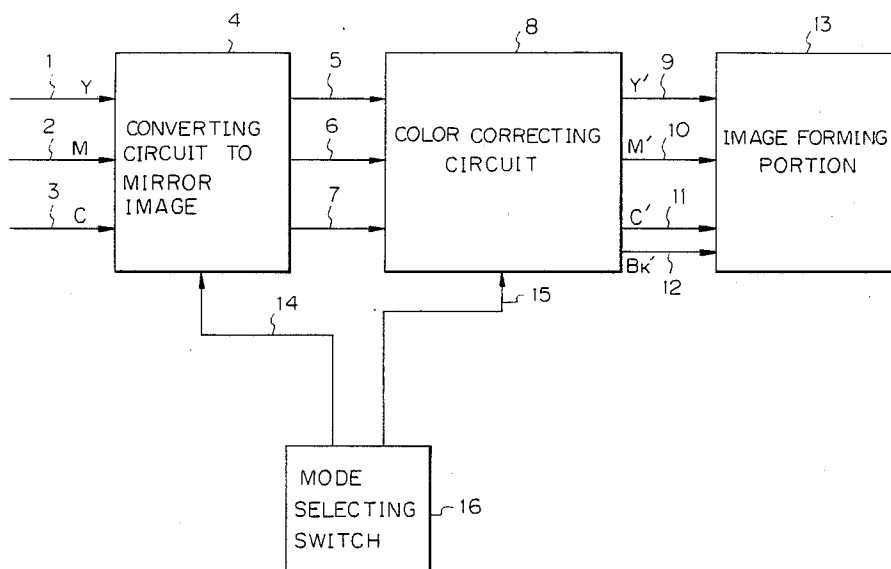 4
8
13
1
Y
5
Y′
9
2
M
CONVERTING
CIRCUIT TO
MIRROR
IMAGE
6
COLOR CORRECTING
CIRCUIT
M′
10
IMAGE FORMING
PORTION
3
C
7
C′
11
BK′
12
14
15
MODE
SELECTING
SWITCH
16